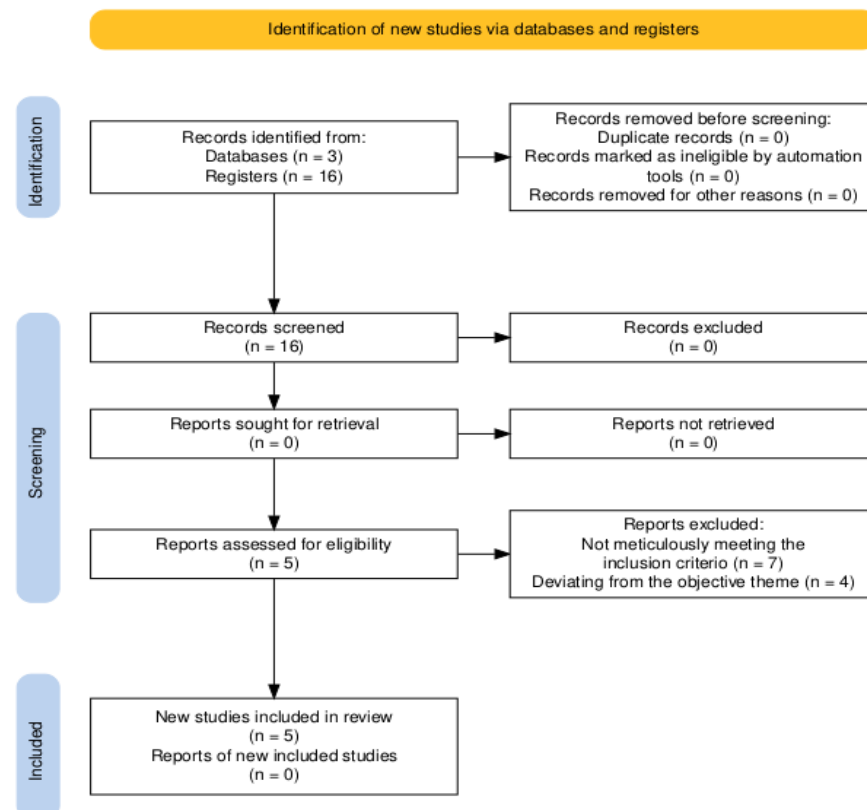 Identification of new studies via databases and registers
Identification
Records identified from:
Databases (n = 3)
Registers (n = 16)
Records removed before screening:
Duplicate records (n = 0)
Records marked as ineligible by automation
tools (n = 0)
Records removed for other reasons (n = 0)
Screening
Records screened
(n = 16)
Records excluded
(n = 0)
Reports sought for retrieval
(n = 0)
Reports not retrieved
(n = 0)
Reports assessed for eligibility
(n = 5)
Reports excluded:
Not meticulously meeting the
inclusion criterio (n = 7)
Deviating from the objective theme (n = 4)
Included
New studies included in review
(n = 5)
Reports of new included studies
(n = 0)